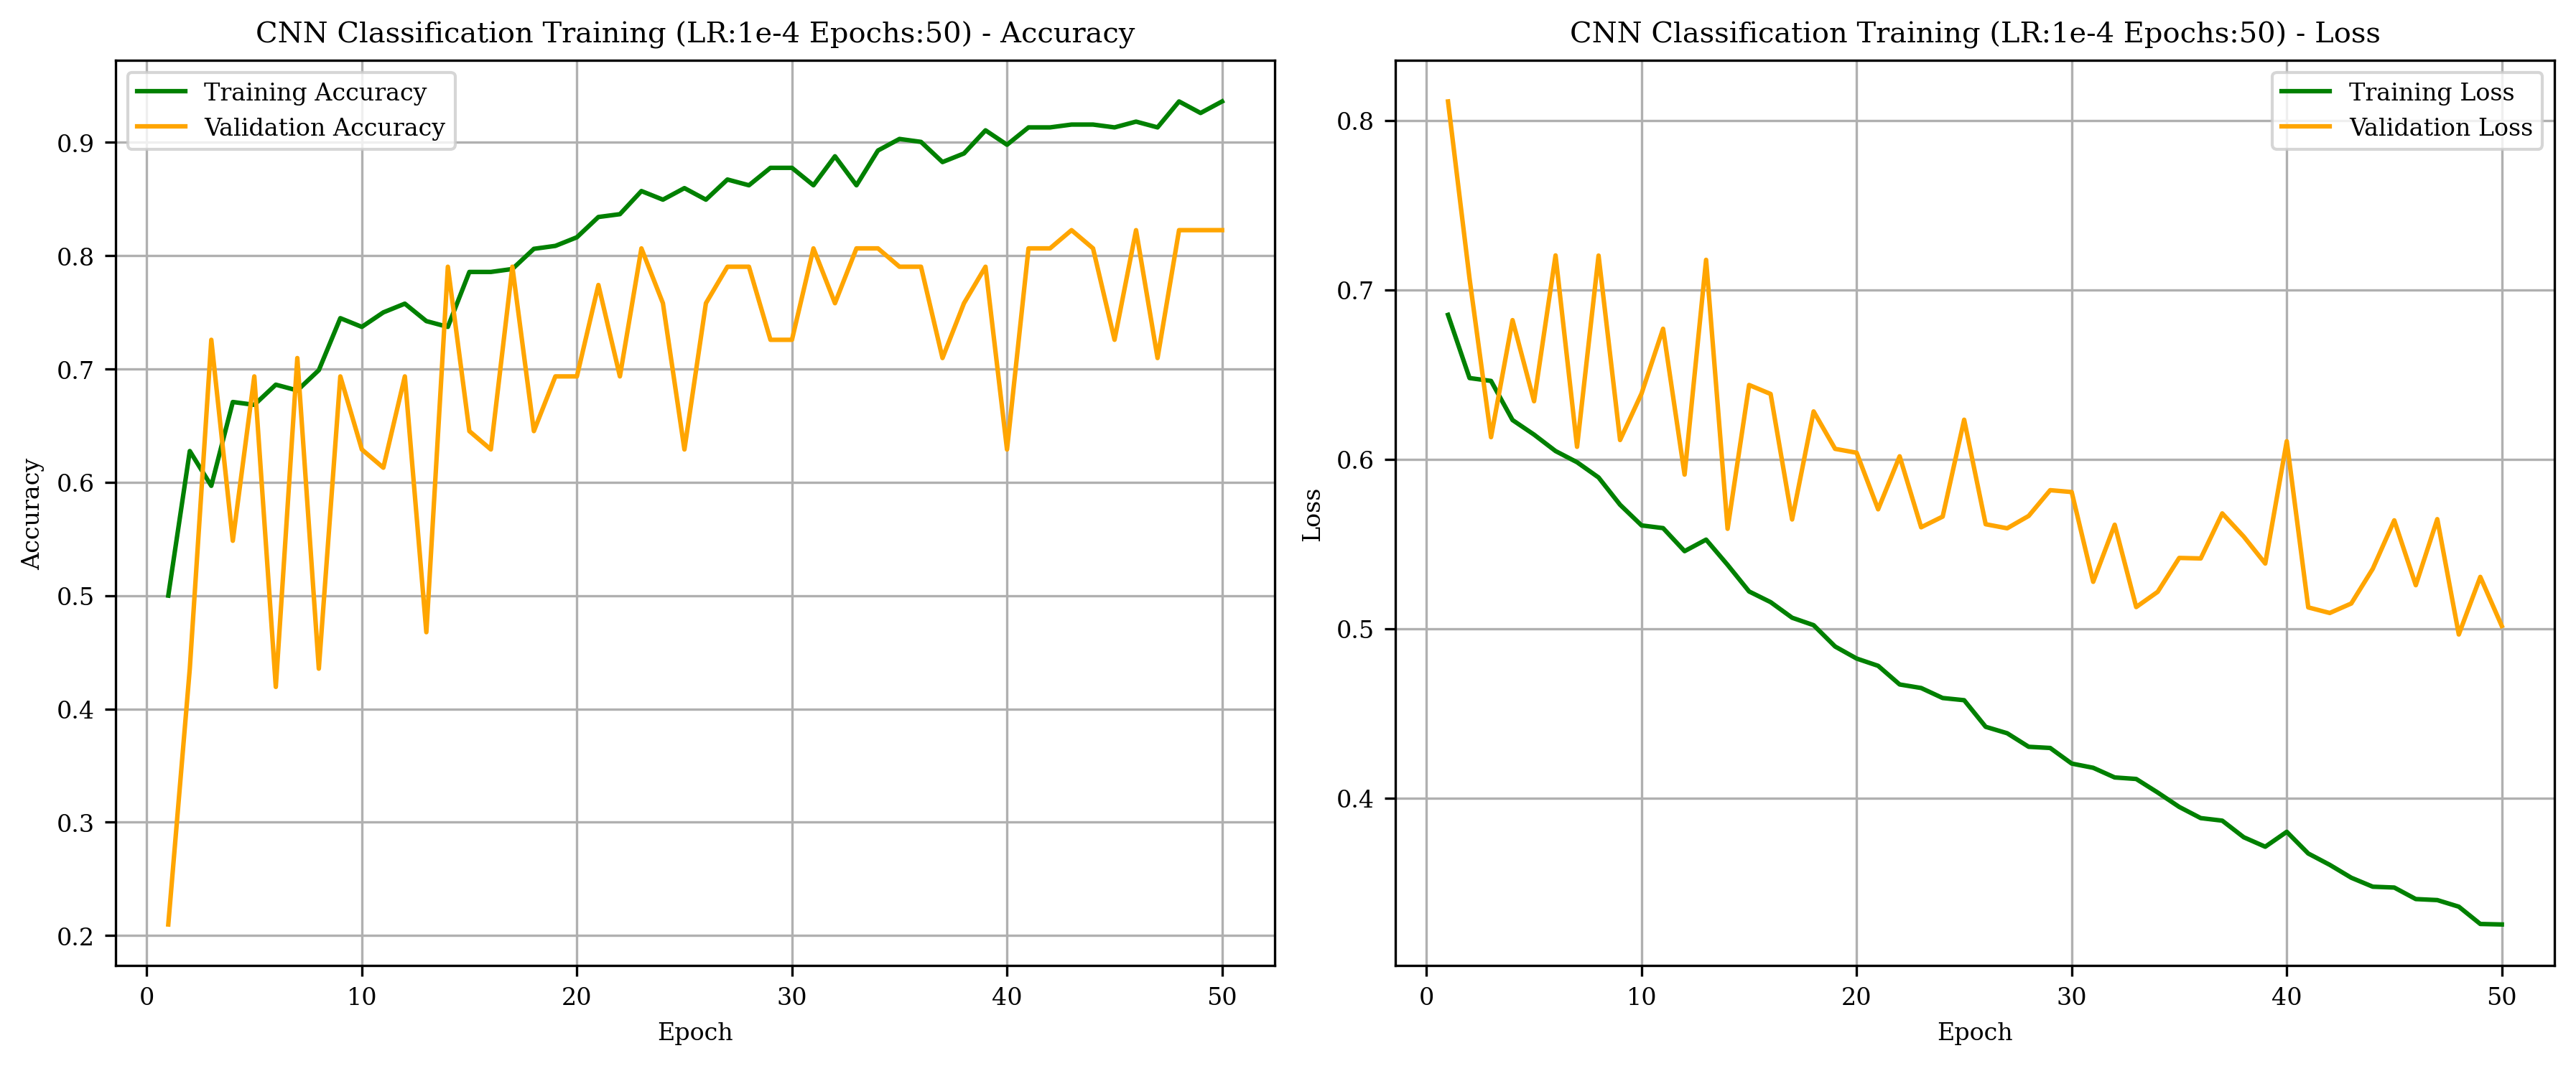 CNN Classification Training (LR:1e-4 Epochs:50) - Accuracy
Training Accuracy
Validation Accuracy
0.9
0.8
0.7
0.6
0.5
0.4
0.3
0.2
Accuracy
0 10 20 30 40 50
Epoch
CNN Classification Training (LR:1e-4 Epochs:50) - Loss
Training Loss
Validation Loss
0.8
0.7
0.6
0.5
0.4
Loss
0 10 20 30 40 50
Epoch